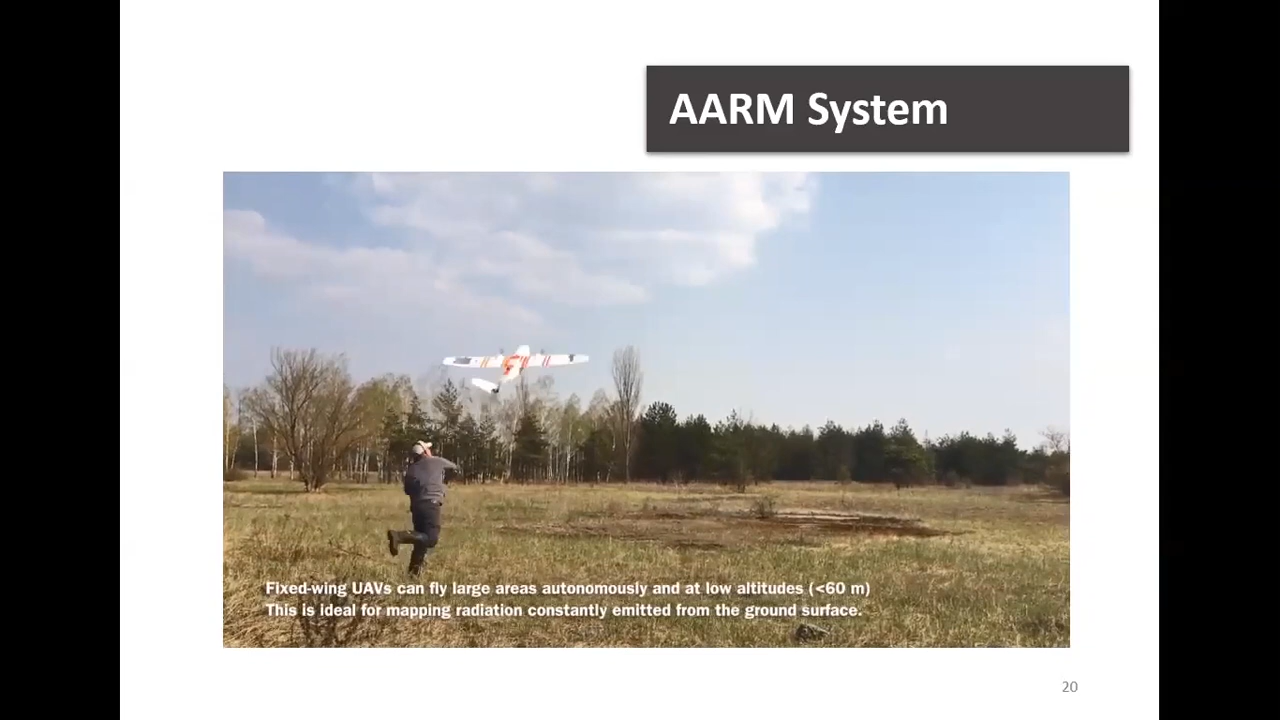 AARM System
Fixed-wing UAVs can fly large areas autonomously and at low altitudes (<60 m)
This is ideal for mapping radiation constantly emitted from the ground surface.
20